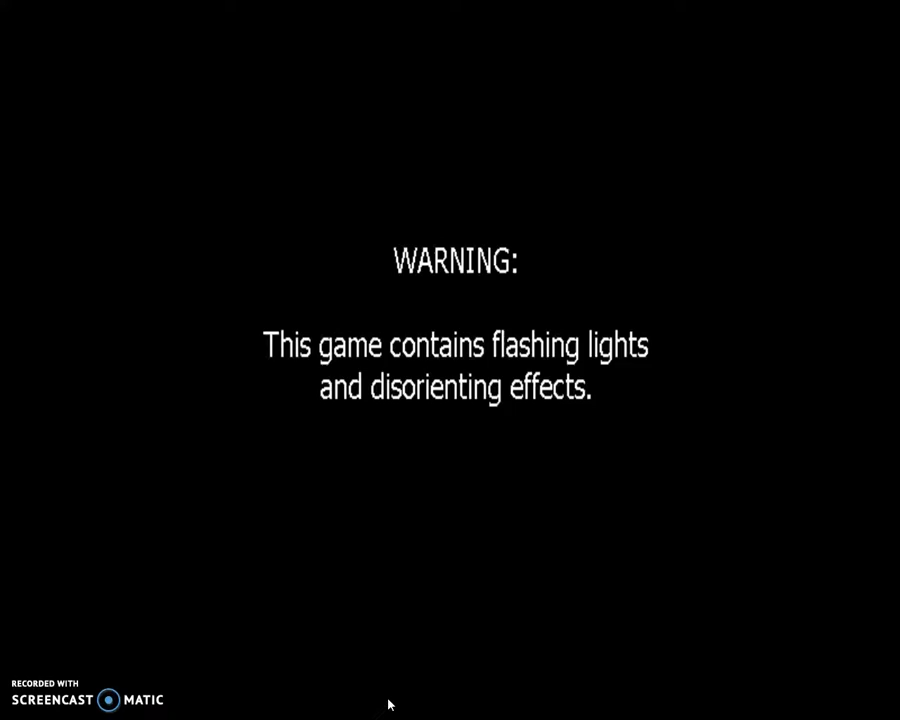 WARNING:
This game contains flashing lights
and disorienting effects.
RECORDED WITH
SCREENCAST MATIC